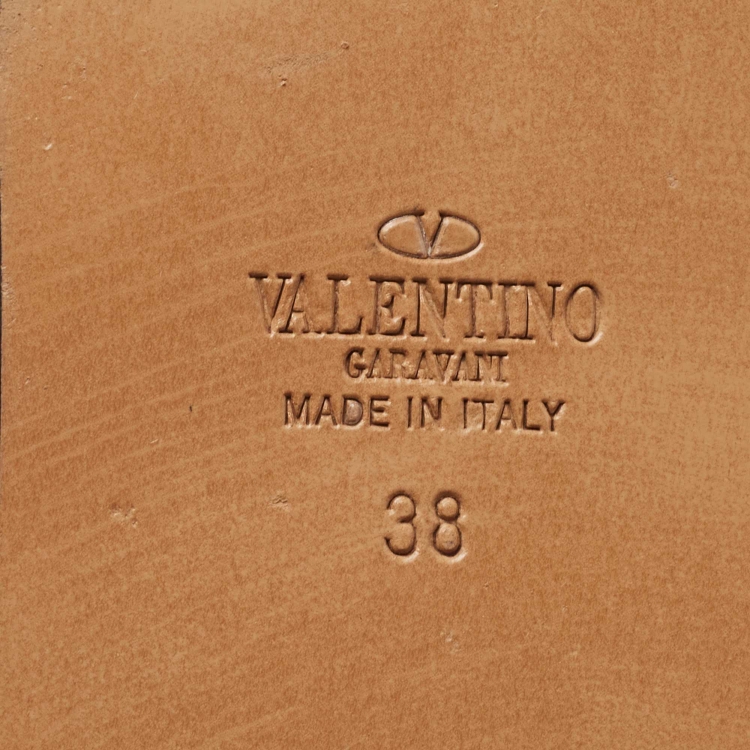 V
VALENTINO
GARAVANI
MADE IN ITALY
38